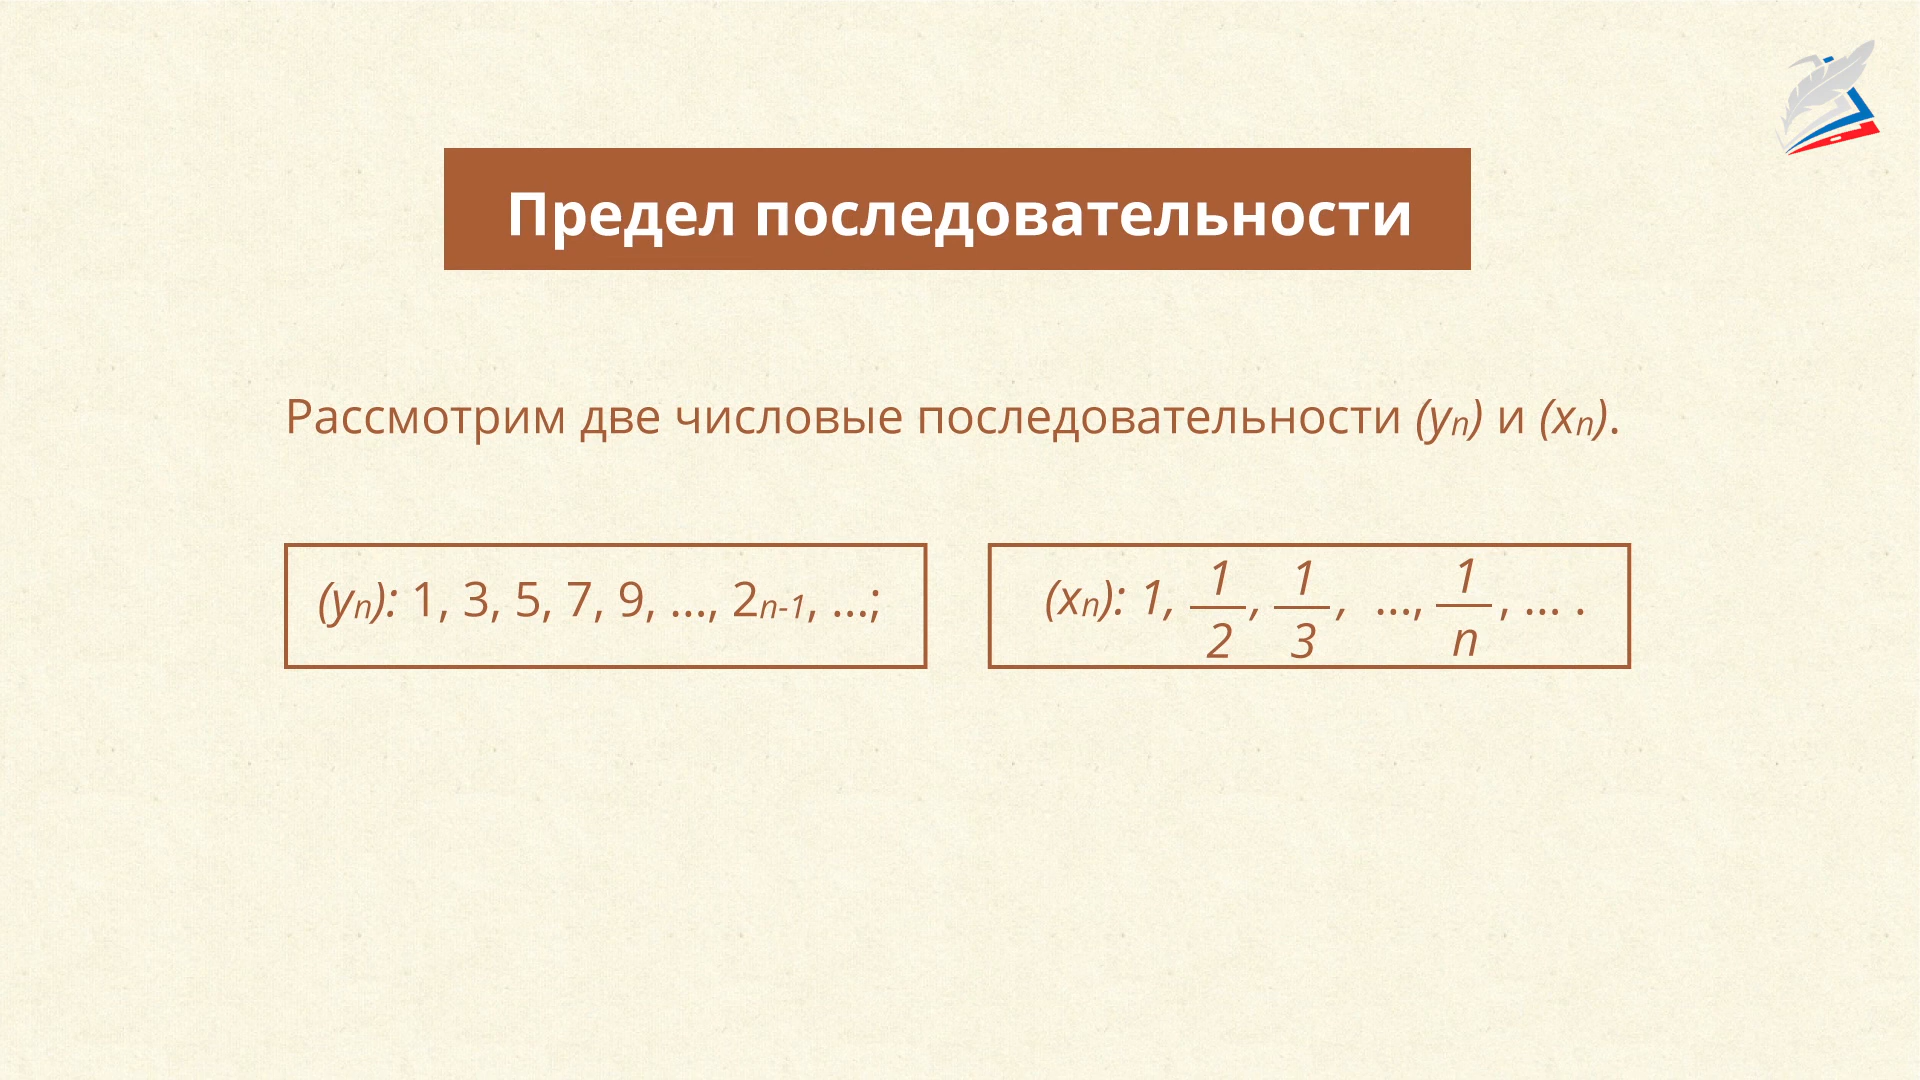 Предел последовательности
Рассмотрим две числовые последовательности (yₙ) и (xₙ).
(yₙ): 1, 3, 5, 7, 9, ..., 2ₙ₋₁, ...;
(xₙ): 1, 1/2, 1/3, ..., 1/n, ... .